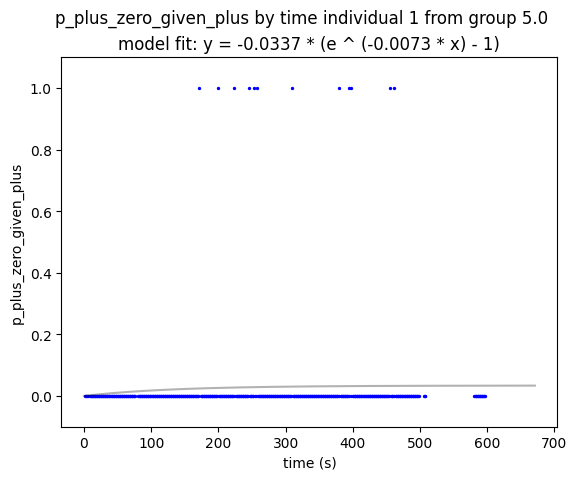 p_plus_zero_given_plus by time individual 1 from group 5.0
model fit: y = -0.0337 * (e ^ (-0.0073 * x) - 1)
1.0
0.8
0.6
0.4
0.2
0.0
p_plus_zero_given_plus
0 100 200 300 400 500 600 700
time (s)